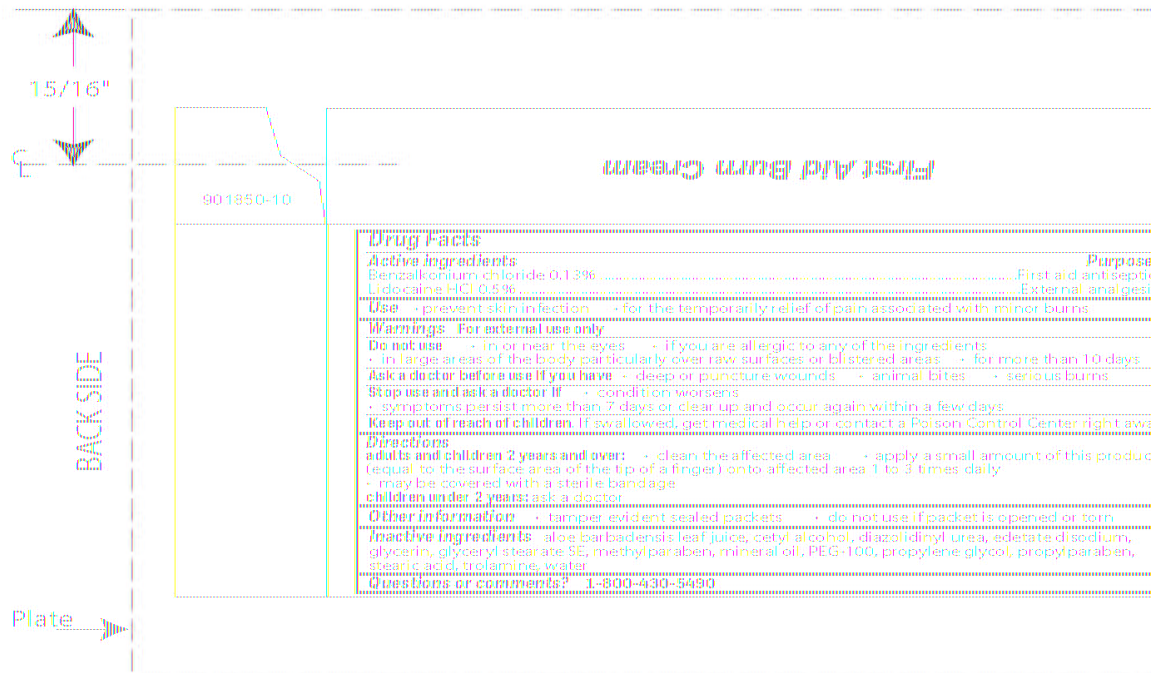 15/16"
CL
First Aid Burn Cream
901850-10
Drug Facts
Active ingredients Purpose
Benzalkonium chloride 0.13% First aid antiseptic
Lidocaine HCl 0.5% External analgesi
Use • prevent skin infection • for the temporarily relief of pain associated with minor burns
Warnings For external use only
Do not use • in or near the eyes • if you are allergic to any of the ingredients
• in large areas of the body particularly over raw surfaces or blistered areas • for more than 10 days
Ask a doctor before use if you have • deep or puncture wounds • animal bites • serious burns
Stop use and ask a doctor if • condition worsens
• symptoms persist more than 7 days or clear up and occur again within a few days
Keep out of reach of children. If swallowed, get medical help or contact a Poison Control Center right awa
Directions
adults and children 2 years and over: • clean the affected area • apply a small amount of this produc
(equal to the surface area of the tip of a finger) onto affected area 1 to 3 times daily
• may be covered with a sterile bandage
children under 2 years: ask a doctor
Other information • tamper evident sealed packets • do not use if packet is opened or torn
Inactive ingredients aloe barbadensis leaf juice, cetyl alcohol, diazolidinyl urea, edetate disodium,
glycerin, glyceryl stearate SE, methylparaben, mineral oil, PEG-100, propylene glycol, propylparaben,
stearic acid, trolamine, water
Questions or comments? 1-800-430-5490
BACK SIDE
Plate